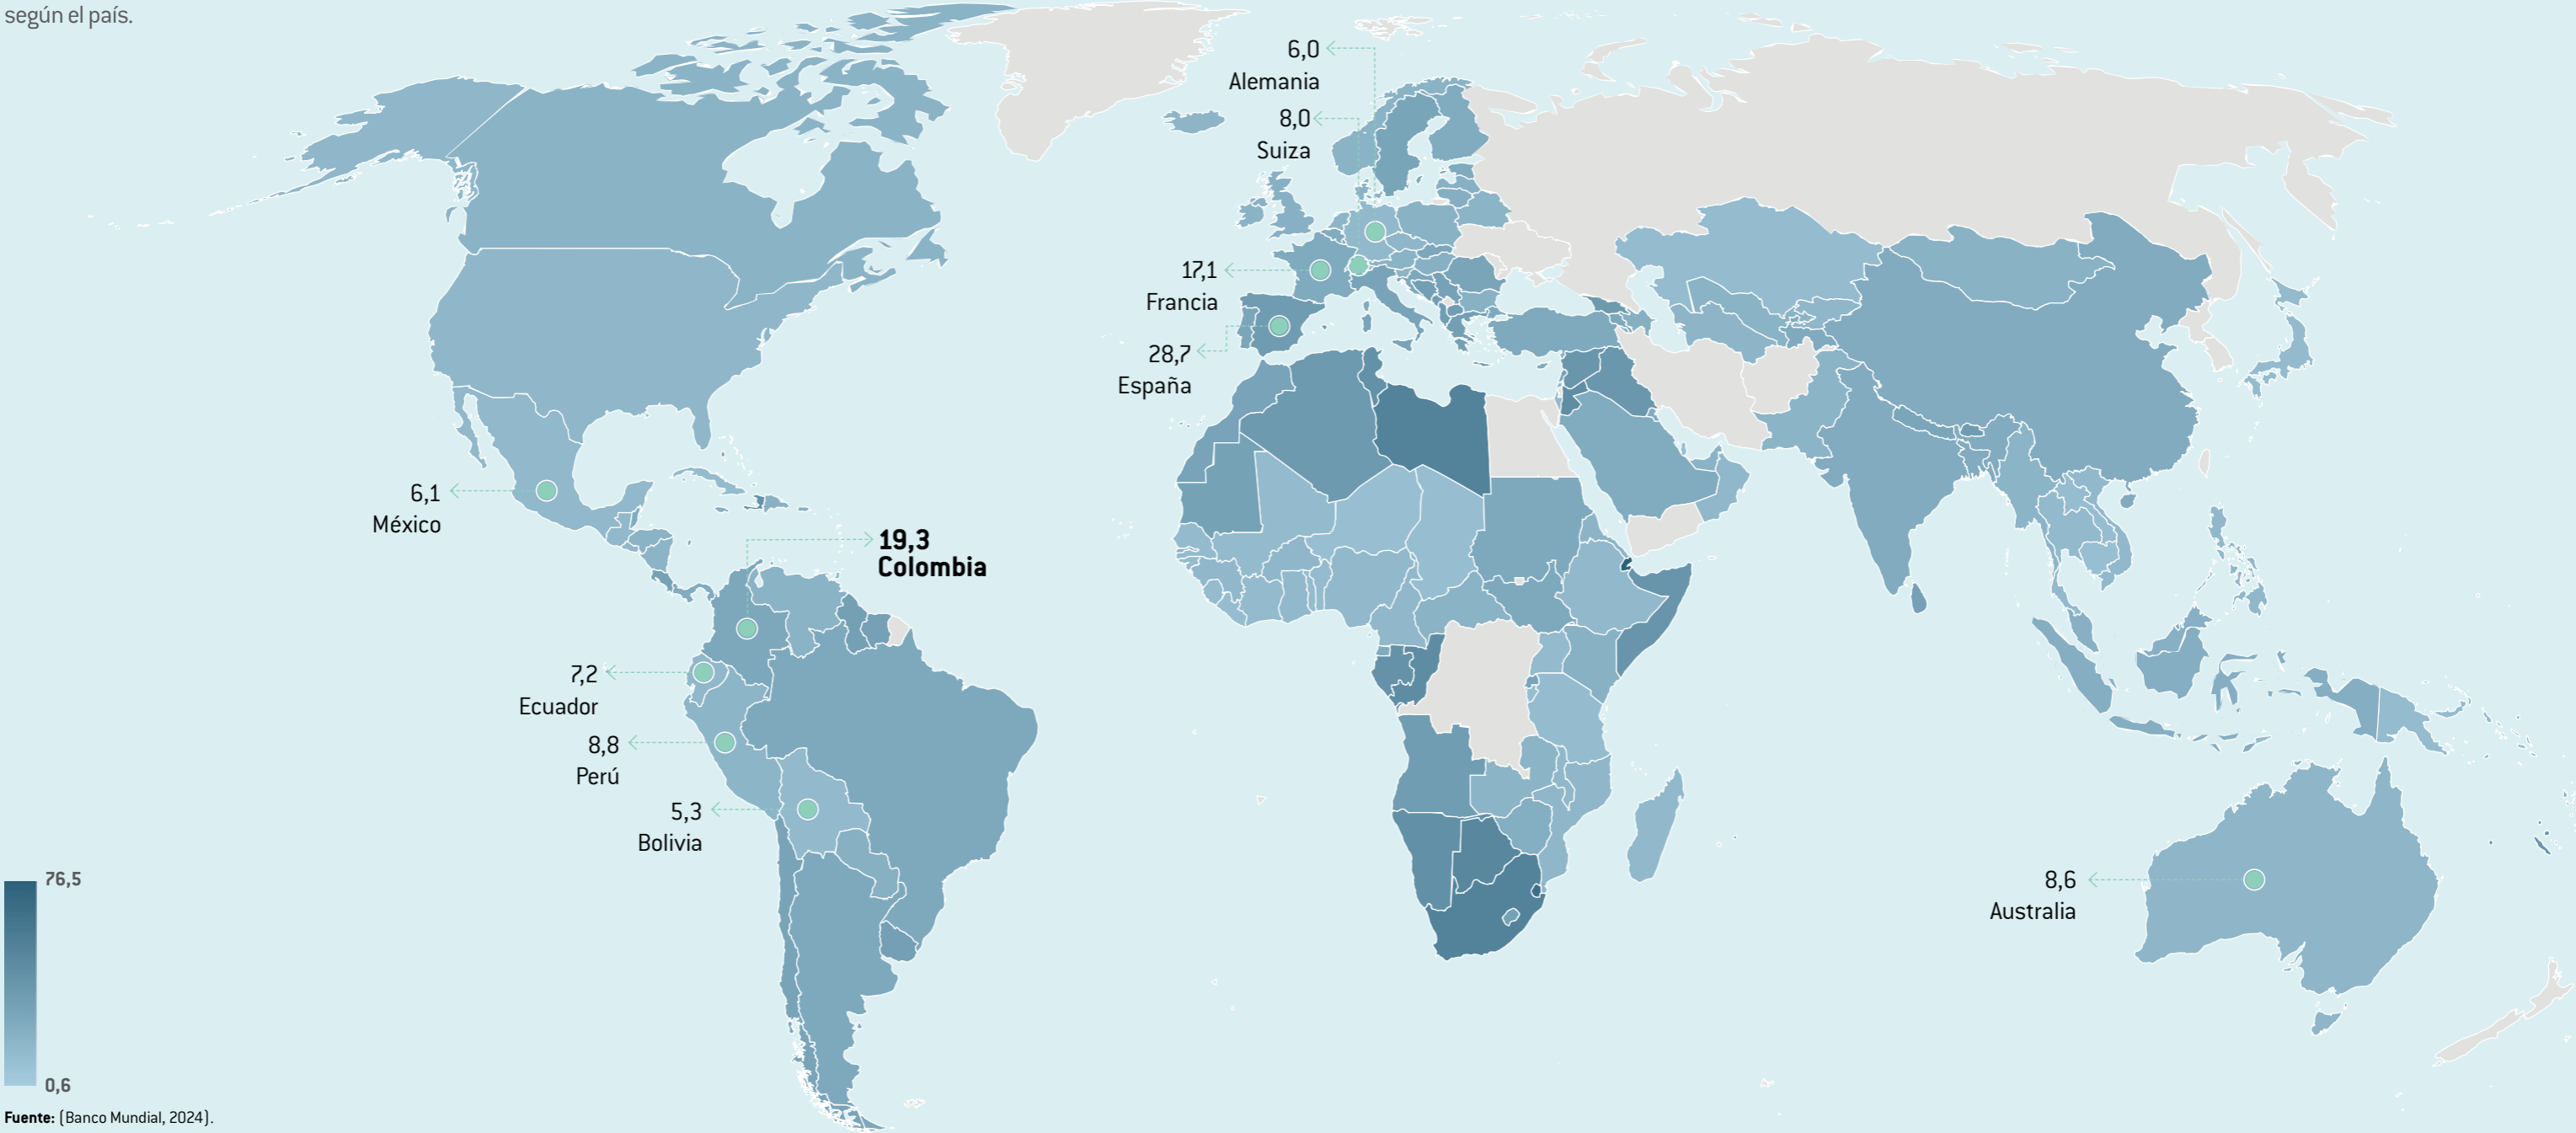 según el país.
6,0
Alemania
8,0
Suiza
17,1
Francia
28,7
España
6,1
México
19,3
Colombia
7,2
Ecuador
8,8
Perú
5,3
Bolivia
8,6
Australia
76,5
0,6
Fuente: (Banco Mundial, 2024).